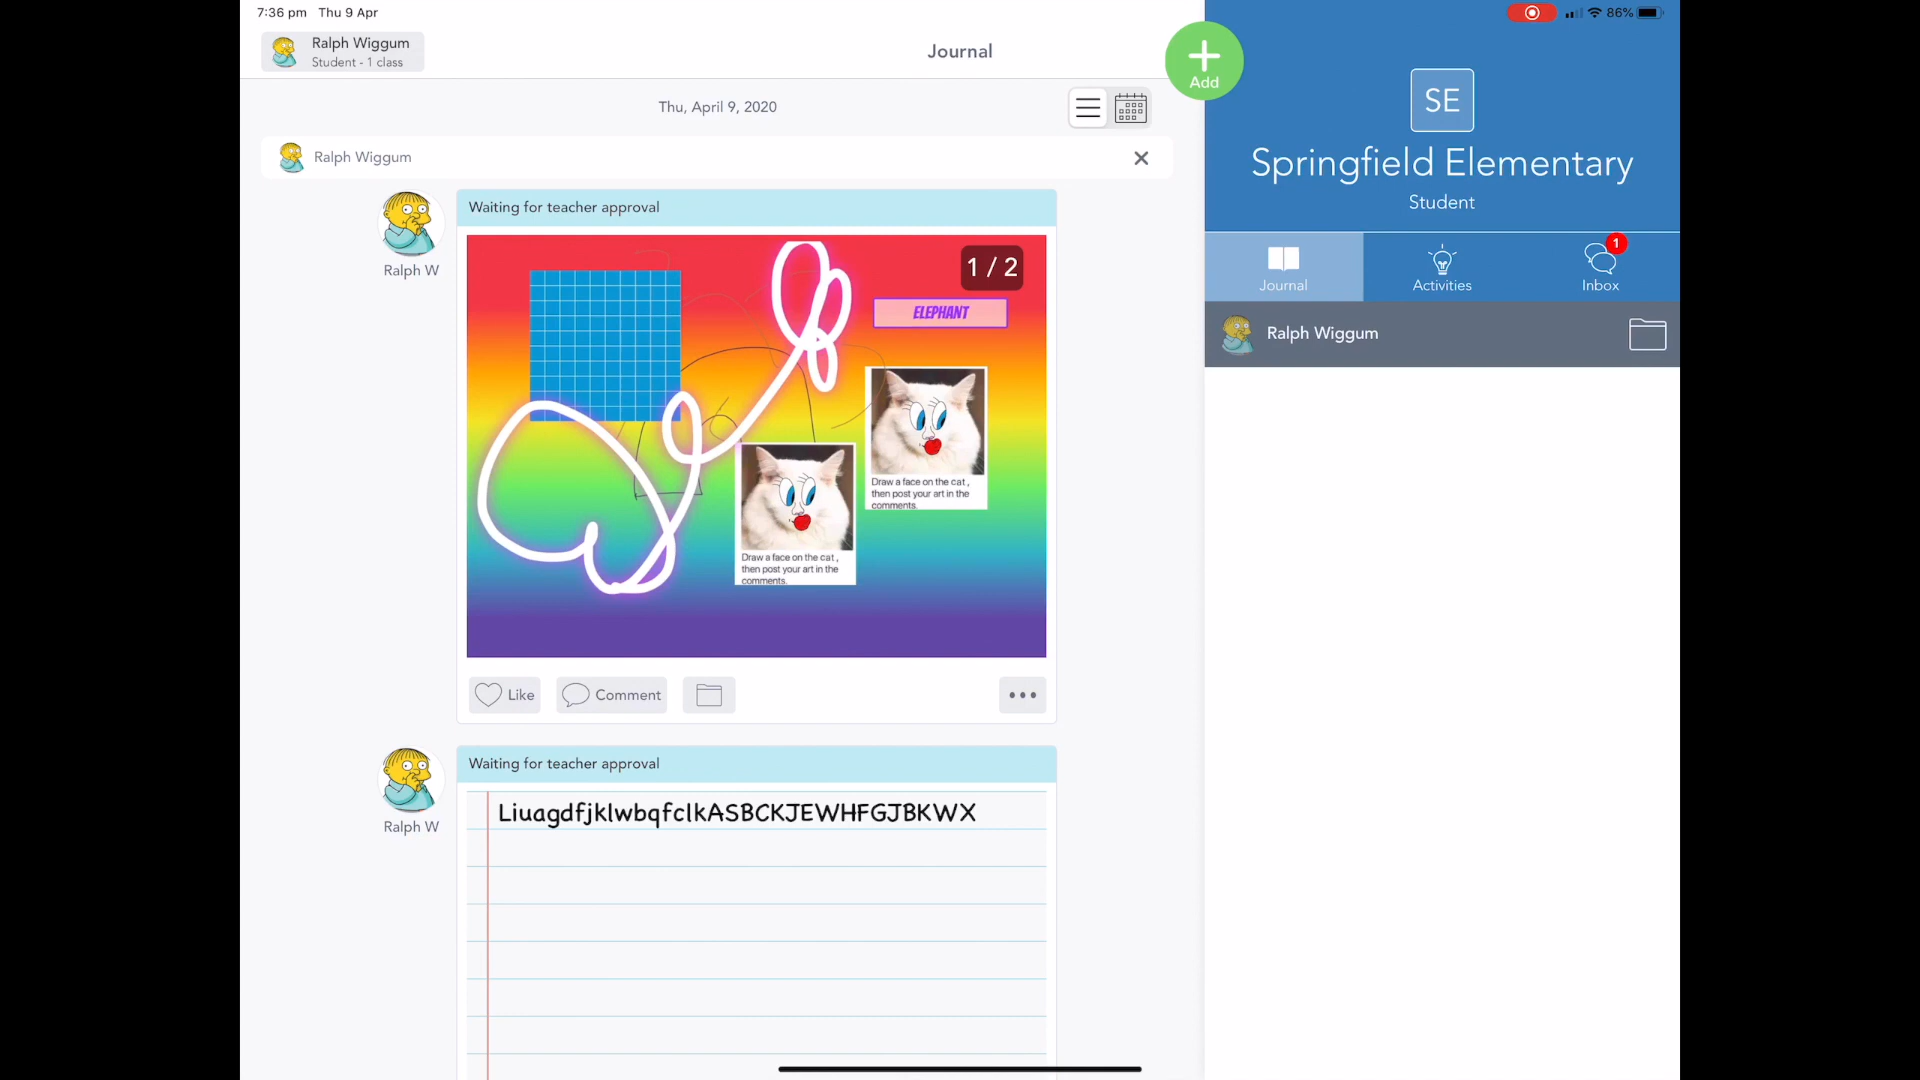 7:36 pm Thu 9 Apr
86%
Ralph Wiggum
Student - 1 class
Journal
Add
Thu, April 9, 2020
Ralph Wiggum
SE
Springfield Elementary
Student
Journal
Activities
Inbox
1
Ralph Wiggum
Ralph W
Waiting for teacher approval
1 / 2
ELEPHANT
Draw a face on the cat,
then post your art in the
comments.
Draw a face on the cat,
then post your art in the
comments.
Like
Comment
Ralph W
Waiting for teacher approval
LiuagdfjklwbqfclkASBCKJEWHFGJBKWX